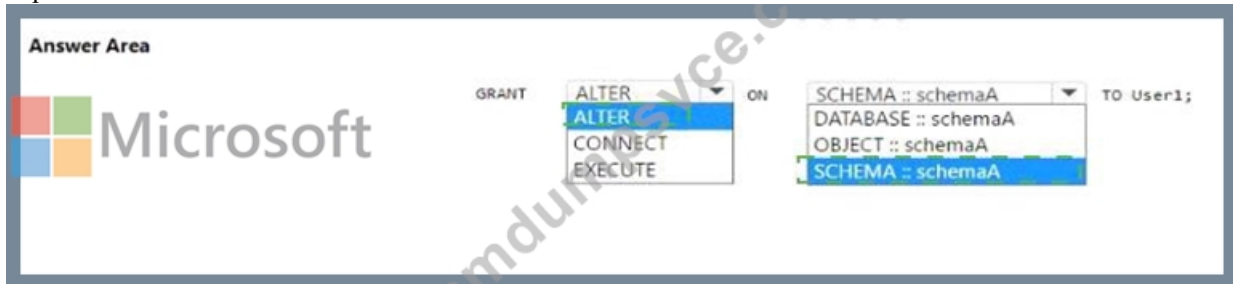 Answer Area
GRANT ALTER ON SCHEMA :: schemaA TO User1;
ALTER
CONNECT
EXECUTE
DATABASE :: schemaA
OBJECT :: schemaA
SCHEMA :: schemaA
Microsoft